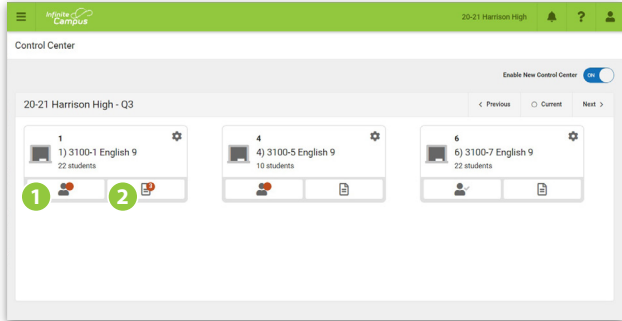 Infinite Campus
20-21 Harrison High
?
Control Center
Enable New Control Center
ON
20-21 Harrison High - Q3
< Previous
Current
Next >
1
1) 3100-1 English 9
22 students
4
4) 3100-5 English 9
10 students
6
6) 3100-7 English 9
22 students
1
2
3